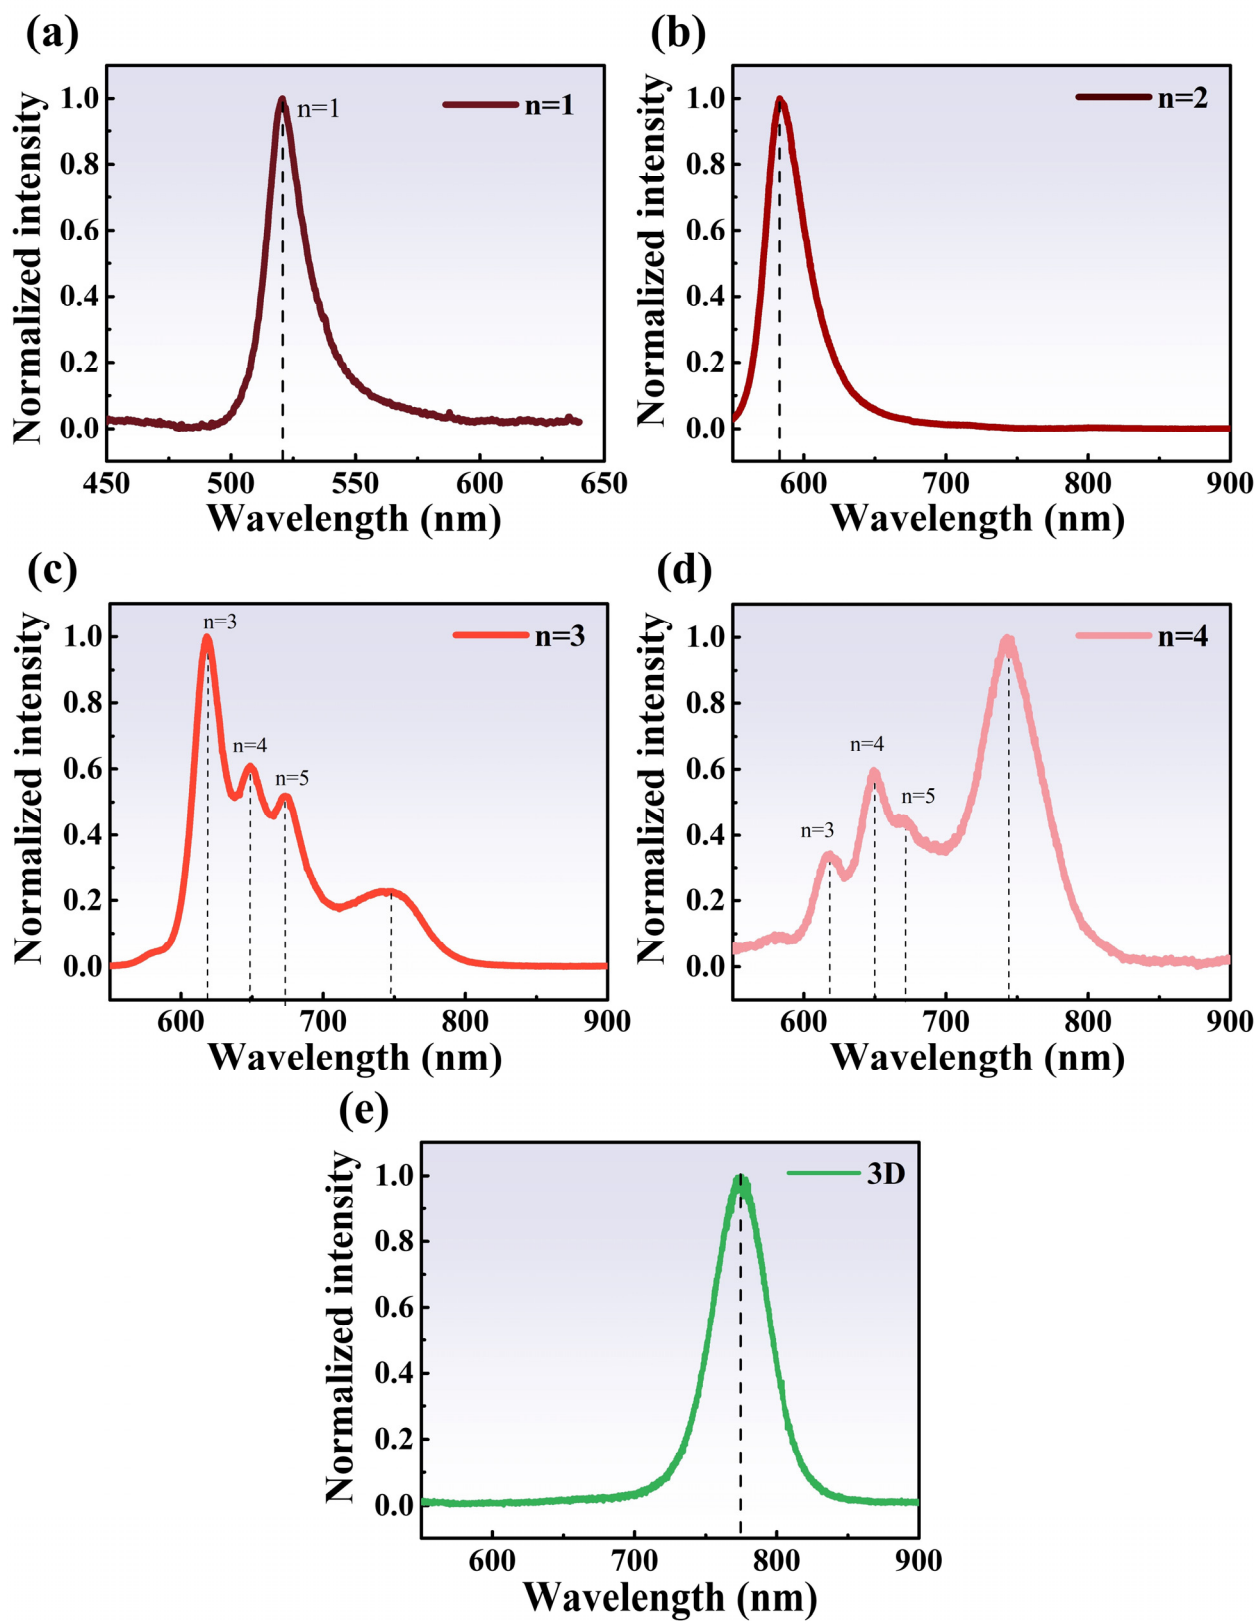 (a)
Normalized intensity
1.0
0.8
0.6
0.4
0.2
0.0
n=1
n=1
450 500 550 600 650
Wavelength (nm)
(b)
Normalized intensity
1.0
0.8
0.6
0.4
0.2
0.0
n=2
600 700 800 900
Wavelength (nm)
(c)
Normalized intensity
1.0
0.8
0.6
0.4
0.2
0.0
n=3
n=4
n=5
n=3
600 700 800 900
Wavelength (nm)
(d)
Normalized intensity
1.0
0.8
0.6
0.4
0.2
0.0
n=3
n=4
n=5
n=4
600 700 800 900
Wavelength (nm)
(e)
Normalized intensity
1.0
0.8
0.6
0.4
0.2
0.0
3D
600 700 800 900
Wavelength (nm)